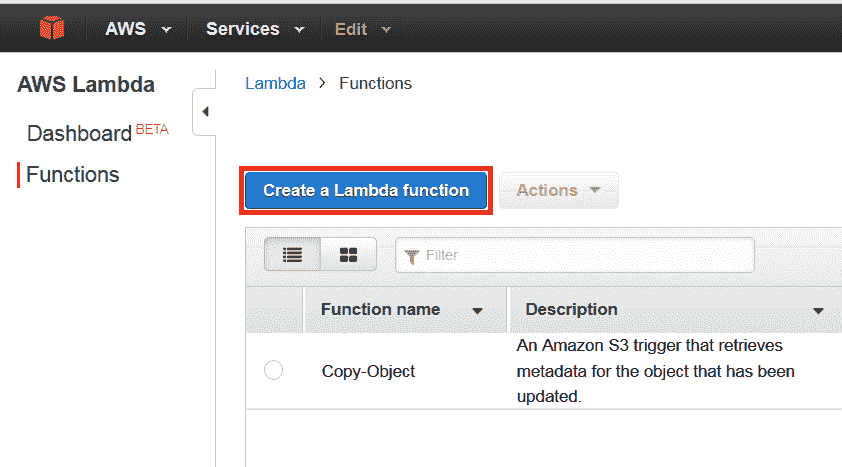 AWS Services Edit
AWS Lambda
Dashboard BETA
Functions
Lambda > Functions
Create a Lambda function Actions
Filter
Function name Description
Copy-Object
An Amazon S3 trigger that retrieves
metadata for the object that has been
updated.